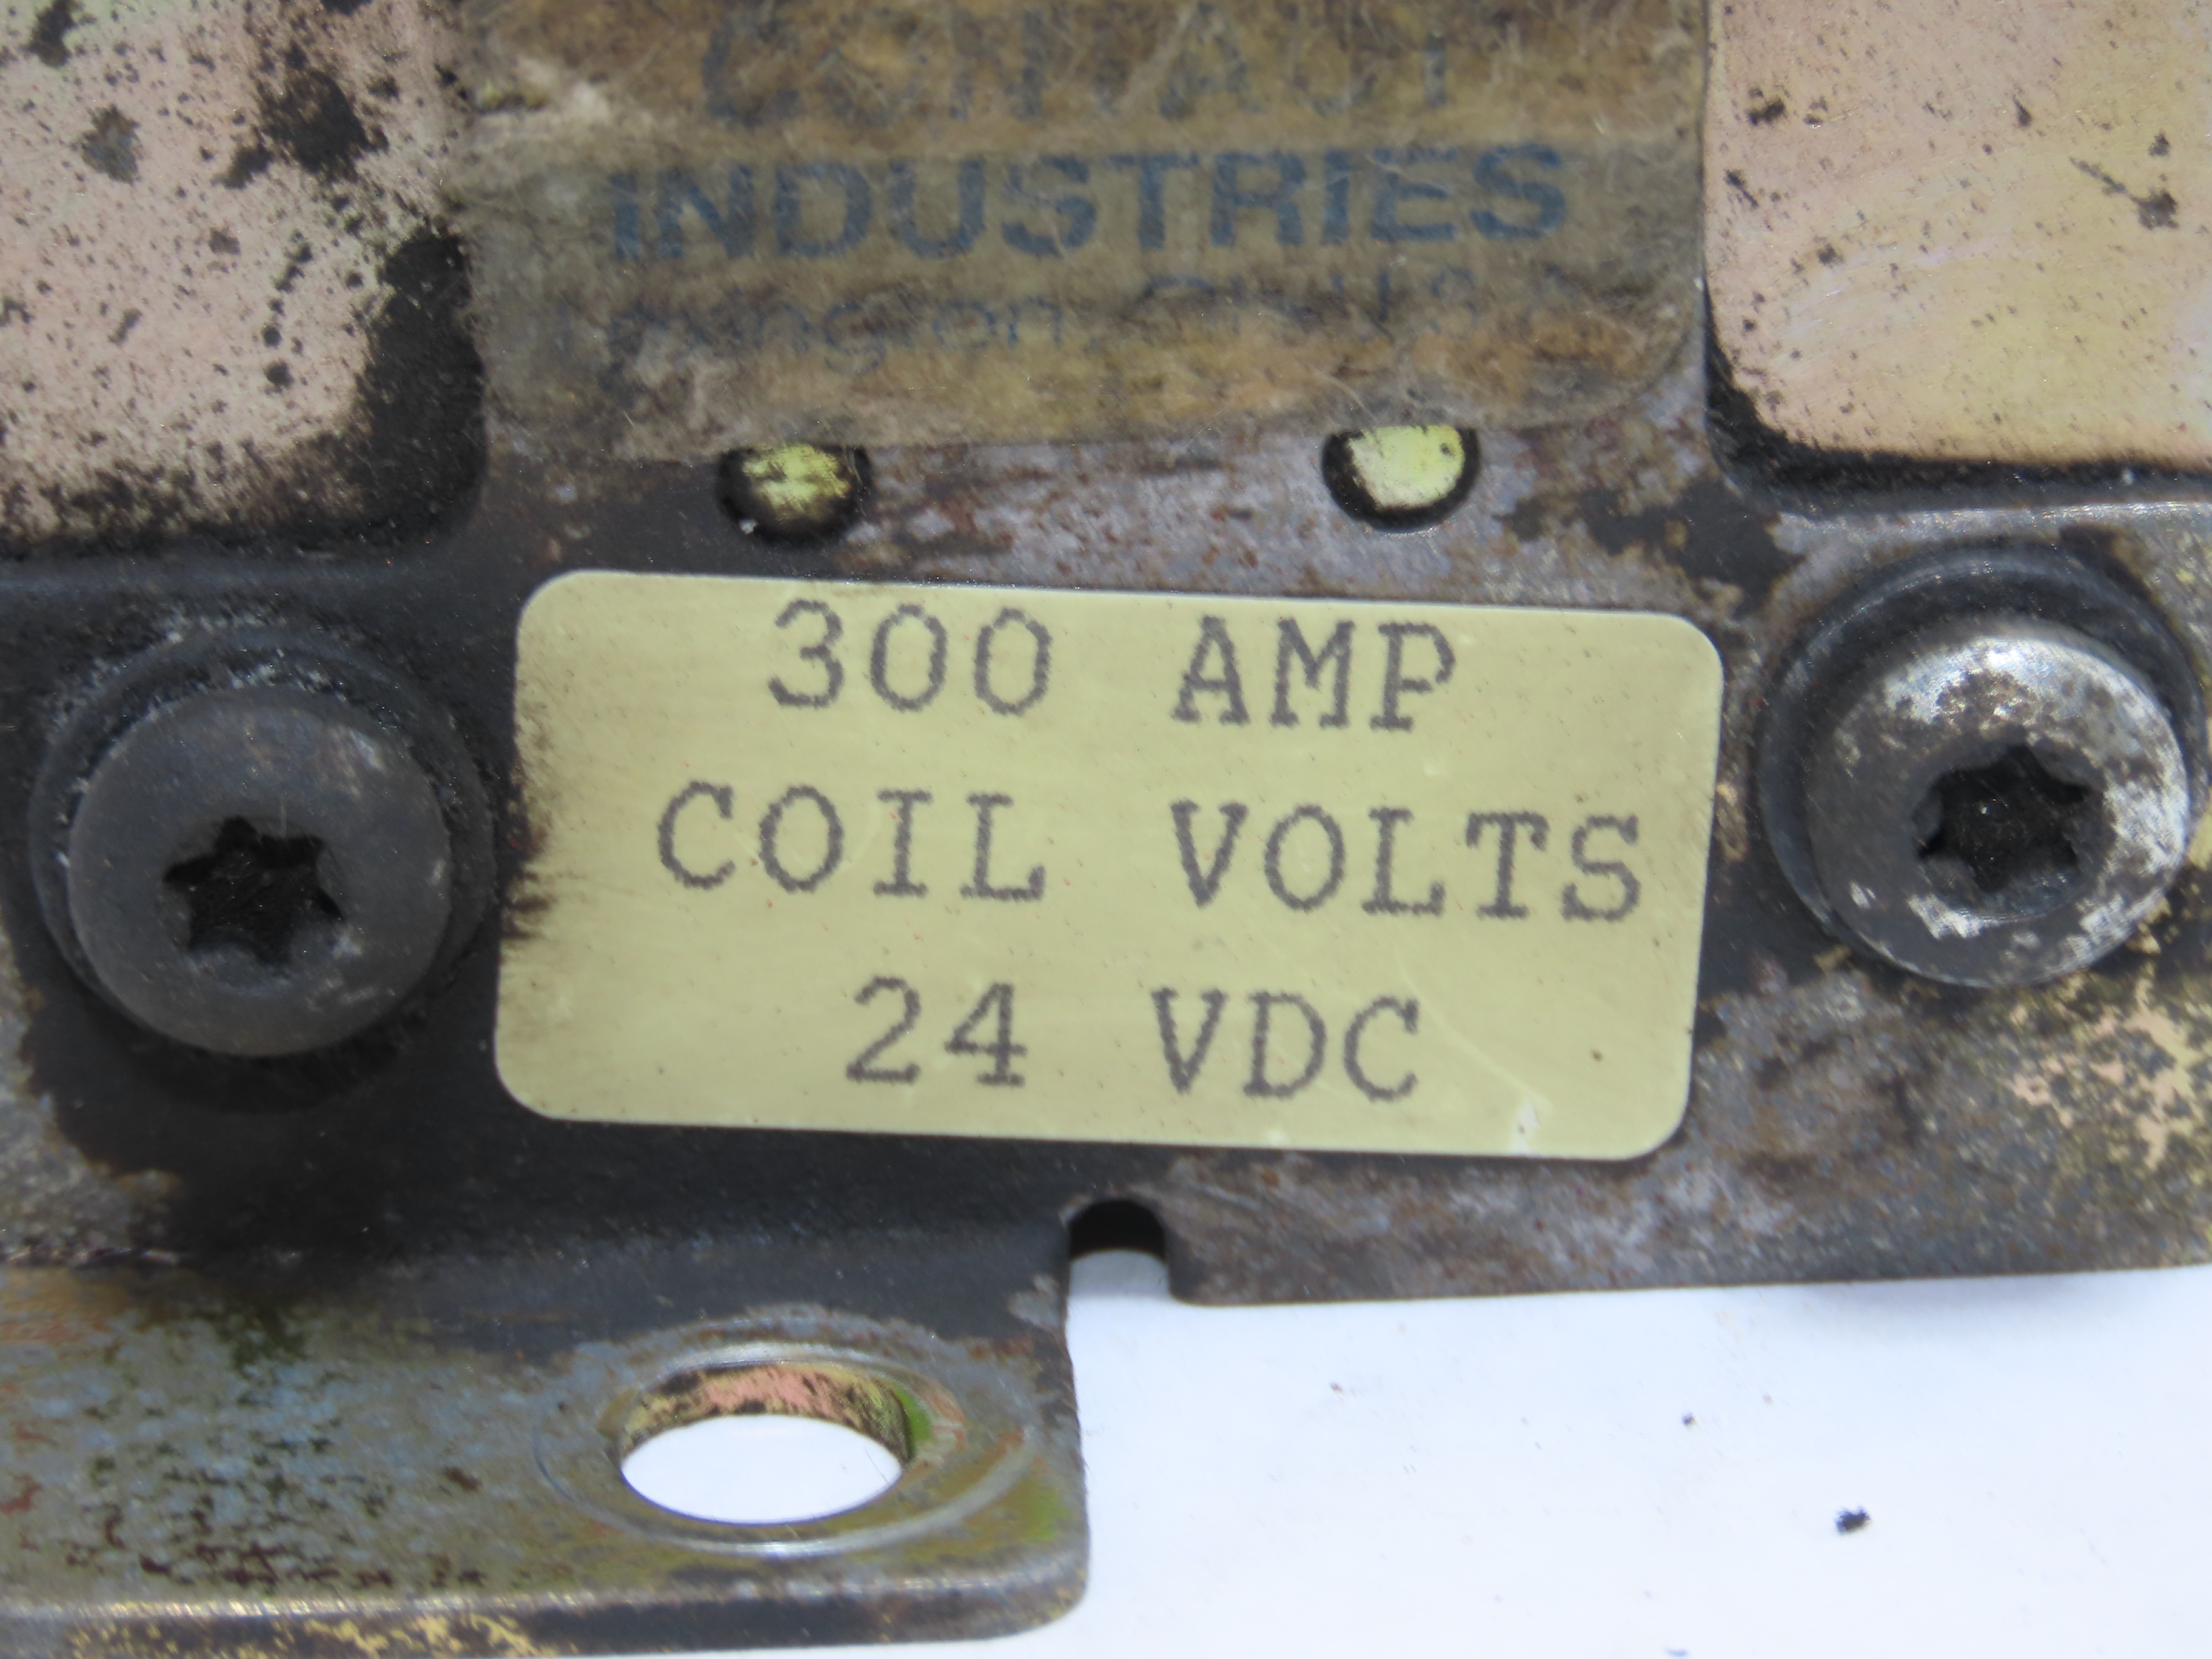 INDUSTRIES
300 AMP
COIL VOLTS
24 VDC